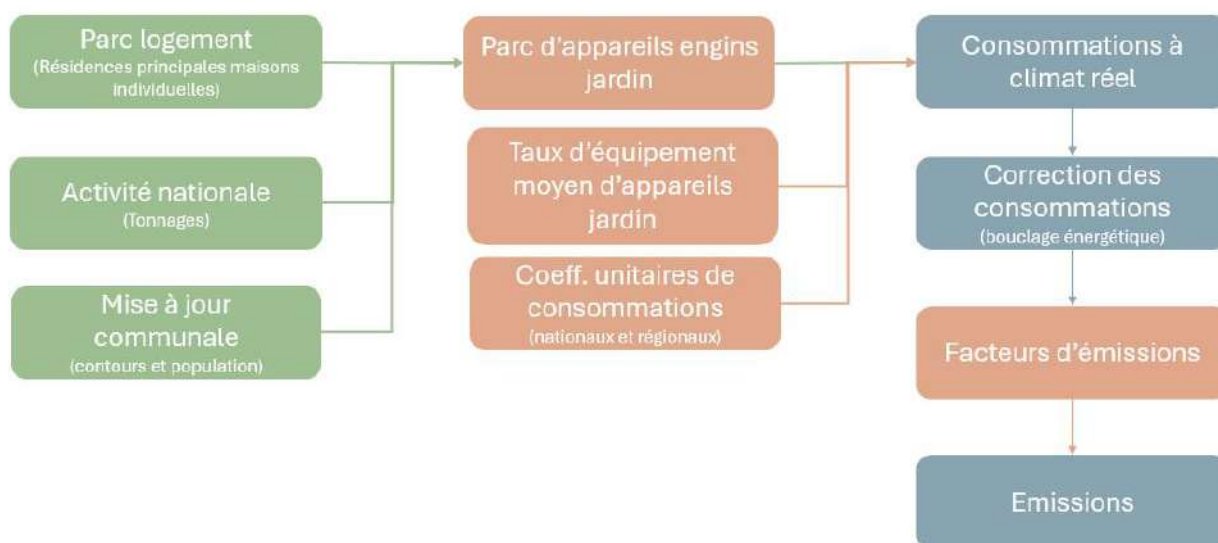 Parc logement
(Résidences principales maisons
individuelles)
Activité nationale
(Tonnages)
Mise à jour
communale
(contours et population)
Parc d'appareils engins
jardin
Taux d'équipement
moyen d'appareils
jardin
Coeff. unitaires de
consommations
(nationaux et régionaux)
Consommations à
climat réel
Correction des
consommations
(bouclage énergétique)
Facteurs d'émissions
Emissions